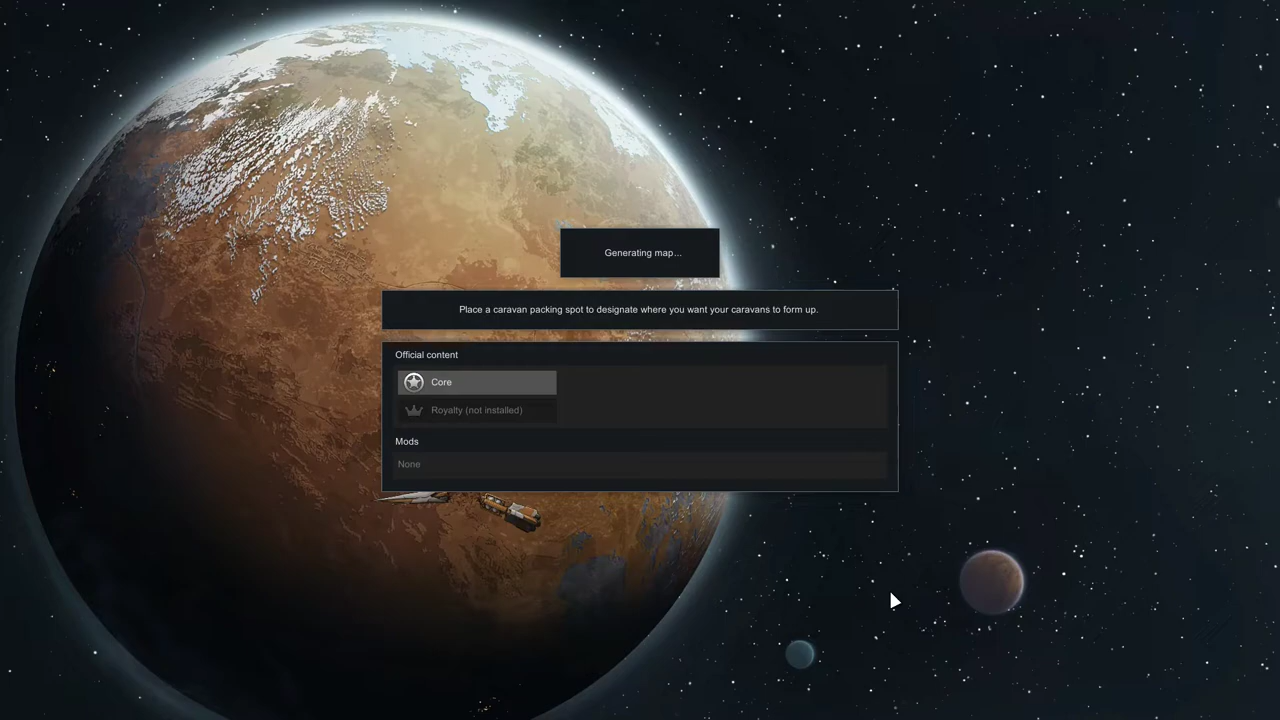 Generating map...
Place a caravan packing spot to designate where you want your caravans to form up.
Official content
Core
Royalty (not installed)
Mods
None